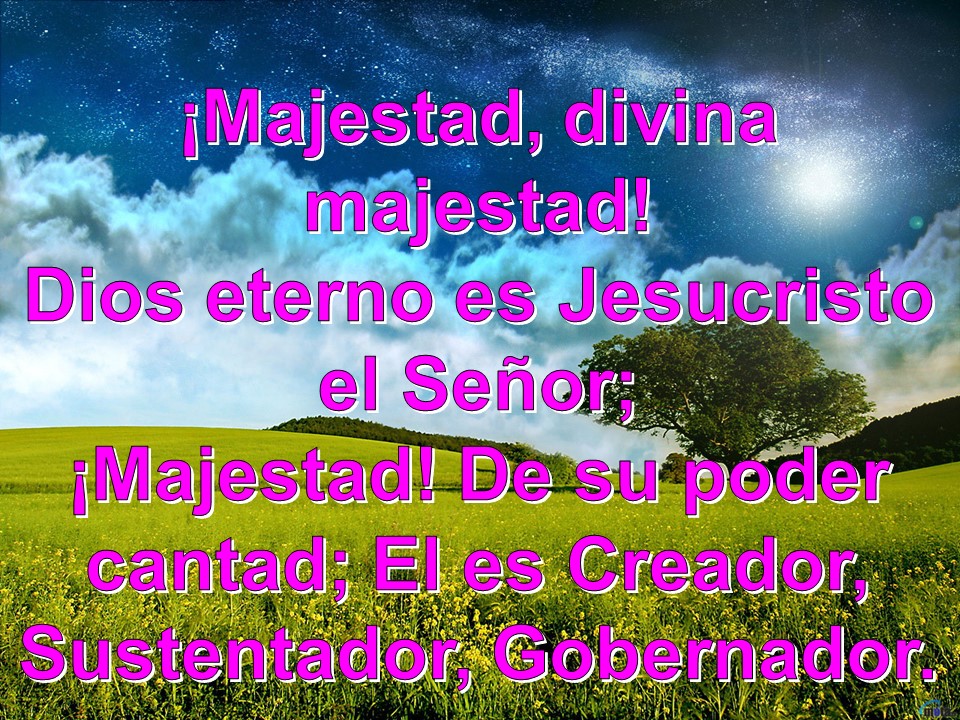 ¡Majestad, divina
majestad!
Dios eterno es Jesucristo
el Señor;
¡Majestad! De su poder
cantad; El es Creador,
Sustentador, Gobernador.